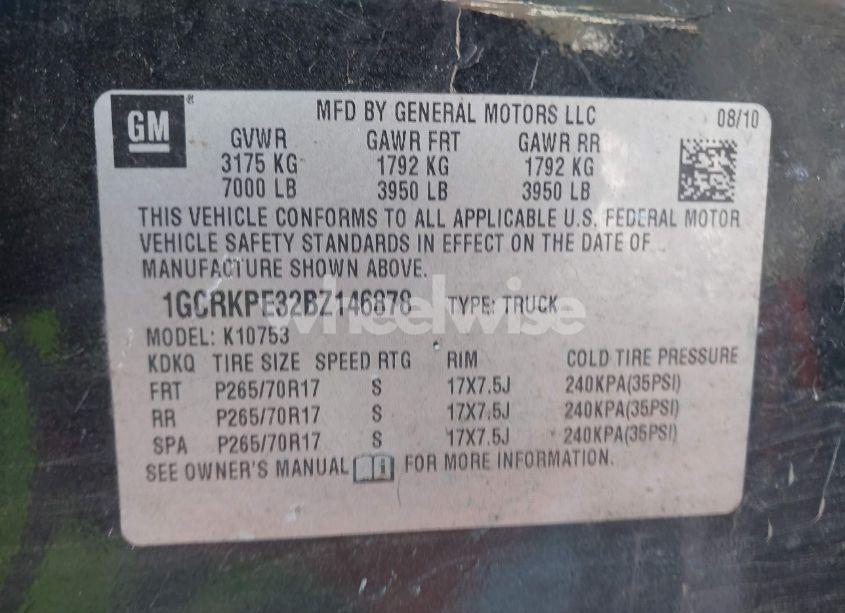 GM ® MFD BY GENERAL MOTORS LLC 08/10
GVWR GAWR FRT GAWR RR
3175 KG 1792 KG 1792 KG
7000 LB 3950 LB 3950 LB
THIS VEHICLE CONFORMS TO ALL APPLICABLE U.S. FEDERAL MOTOR
VEHICLE SAFETY STANDARDS IN EFFECT ON THE DATE OF
MANUFACTURE SHOWN ABOVE.
1GCRKPE32BZ146878 TYPE: TRUCK
wheelwise
MODEL: K10753
KDKQ TIRE SIZE SPEED RTG RIM COLD TIRE PRESSURE
FRT P265/70R17 S 17X7.5J 240KPA(35PSI)
RR P265/70R17 S 17X7.5J 240KPA(35PSI)
SPA P265/70R17 S 17X7.5J 240KPA(35PSI)
SEE OWNER'S MANUAL FOR MORE INFORMATION.